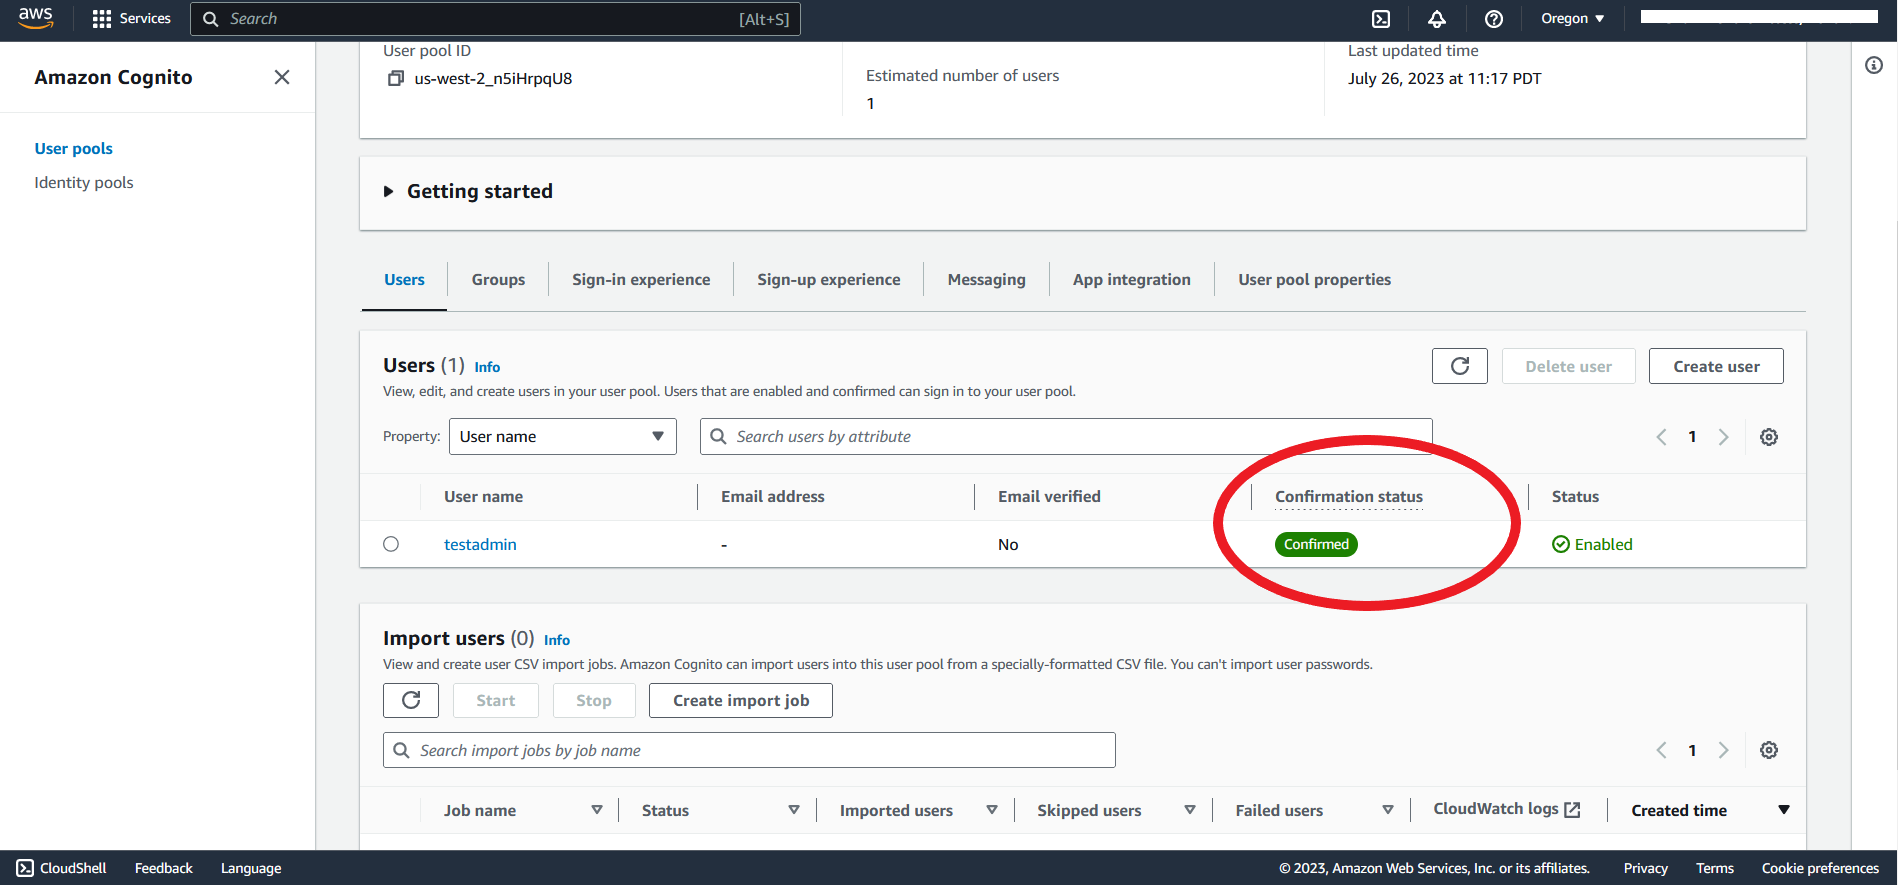 aws
Services
Search
[Alt+S]
Oregon
Amazon Cognito
User pools
Identity pools
User pool ID
us-west-2_n5iHrpqU8
Estimated number of users
1
Last updated time
July 26, 2023 at 11:17 PDT
Getting started
Users Groups Sign-in experience Sign-up experience Messaging App integration User pool properties
Users (1) Info
View, edit, and create users in your user pool. Users that are enabled and confirmed can sign in to your user pool.
Delete user
Create user
Property:
User name
Search users by attribute
1
User name Email address Email verified Confirmation status Status
testadmin - No Confirmed Enabled
Import users (0) Info
View and create user CSV import jobs. Amazon Cognito can import users into this user pool from a specially-formatted CSV file. You can't import user passwords.
Start
Stop
Create import job
Search import jobs by job name
1
Job name Status Imported users Skipped users Failed users CloudWatch logs Created time
CloudShell Feedback Language
© 2023, Amazon Web Services, Inc. or its affiliates. Privacy Terms Cookie preferences